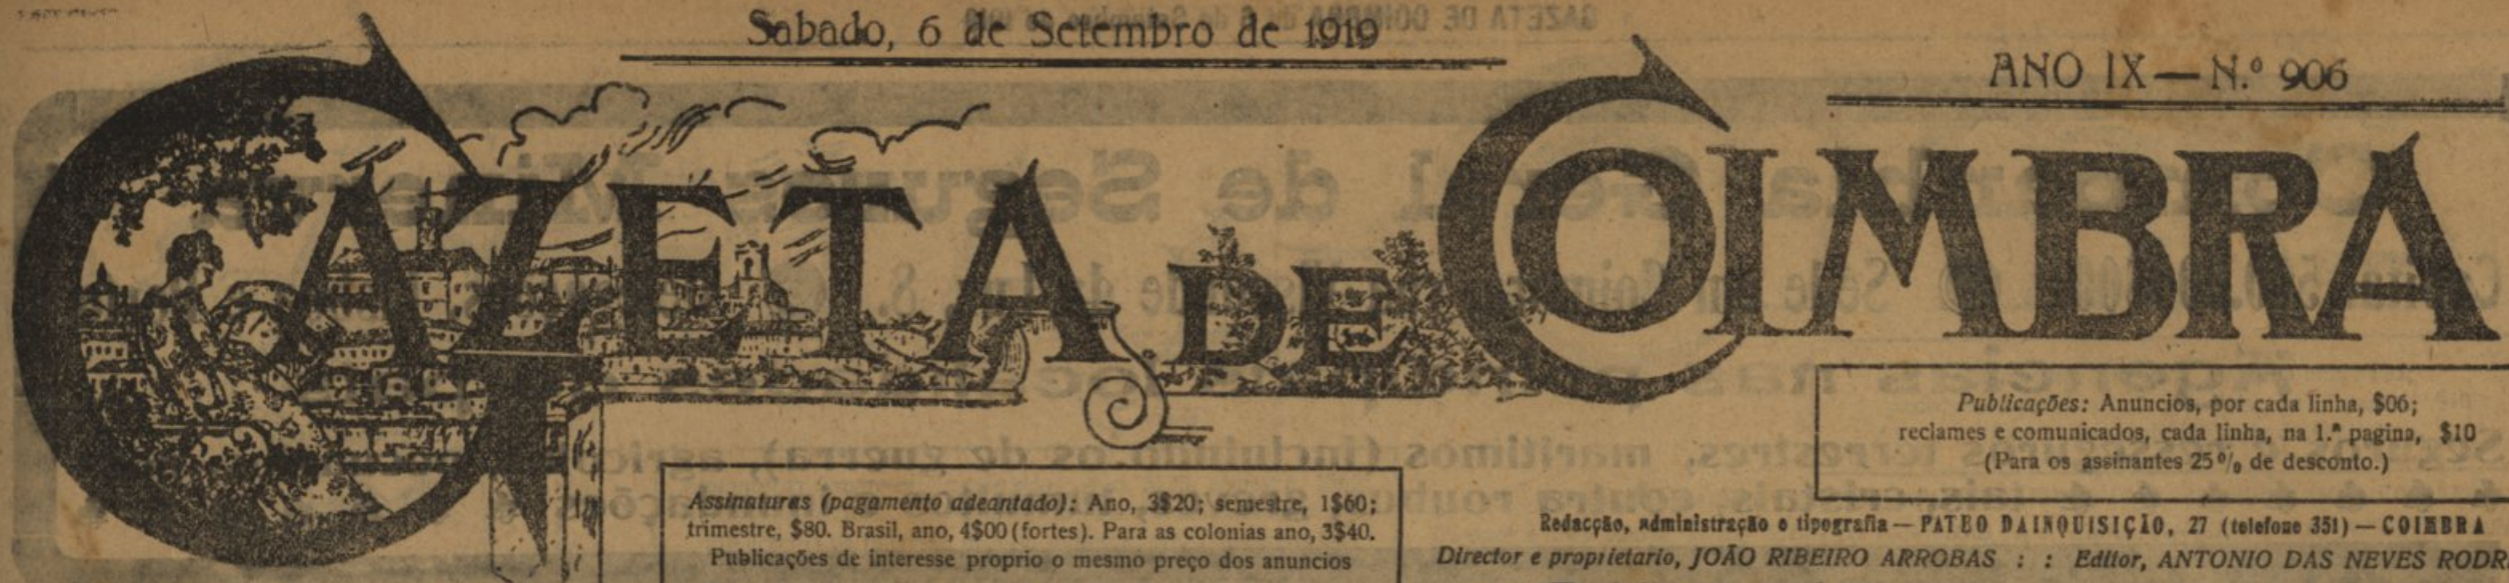 Sabado, 6 de Setembro de 1919
ANO IX — N.º 906
GAZETA DE COIMBRA
Publicações: Anuncios, por cada linha, $06;
reclames e comunicados, cada linha, na 1.ª pagina, $10
(Para os assinantes 25% de desconto.)
Assinaturas (pagamento adeantado): Ano, 3$20; semestre, 1$60;
trimestre, $80. Brasil, ano, 4$00 (fortes). Para as colonias ano, 3$40.
Publicações de interesse proprio o mesmo preço dos anuncios
Redacção, administração e tipografia — PATEO DA INQUISIÇÃO, 27 (telefone 351) — COIMBRA
Director e proprietario, JOÃO RIBEIRO ARROBAS : : Editor, ANTONIO DAS NEVES RODR